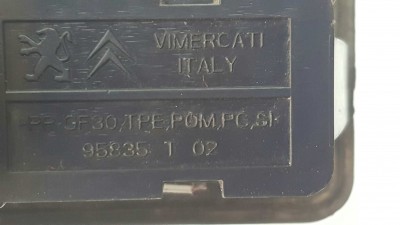 VIMERCATI
ITALY
GF30,TPE,POM,PC,SI
95835 T 02